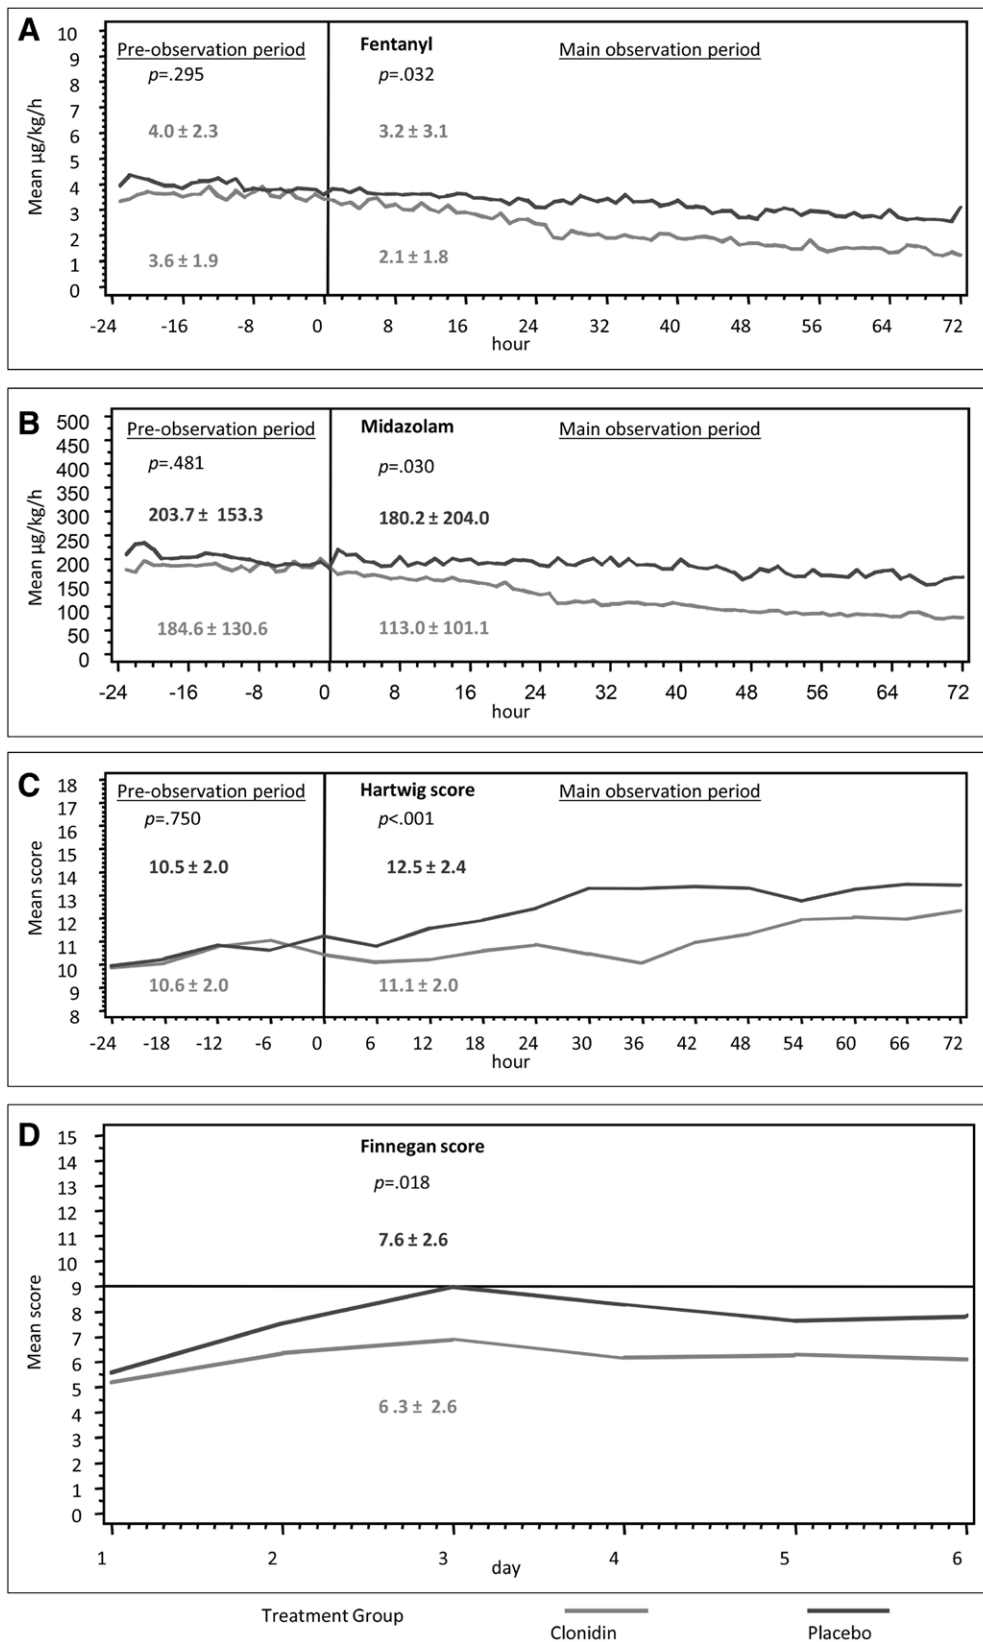 A
Pre-observation period Fentanyl Main observation period
p=.295 p=.032
4.0 ± 2.3 3.2 ± 3.1
3.6 ± 1.9 2.1 ± 1.8
Mean µg/kg/h
10
9
8
7
6
5
4
3
2
1
0
-24 -16 -8 0 8 16 24 32 40 48 56 64 72
hour
B
Pre-observation period Midazolam Main observation period
p=.481 p=.030
203.7 ± 153.3 180.2 ± 204.0
184.6 ± 130.6 113.0 ± 101.1
Mean µg/kg/h
500
450
400
350
300
250
200
150
100
50
0
-24 -16 -8 0 8 16 24 32 40 48 56 64 72
hour
C
Pre-observation period Hartwig score Main observation period
p=.750 p<.001
10.5 ± 2.0 12.5 ± 2.4
10.6 ± 2.0 11.1 ± 2.0
Mean score
18
17
16
15
14
13
12
11
10
9
8
-24 -18 -12 -6 0 6 12 18 24 30 36 42 48 54 60 66 72
hour
D
Finnegan score
p=.018
7.6 ± 2.6
6 .3 ± 2.6
Mean score
15
14
13
12
11
10
9
8
7
6
5
4
3
2
1
0
1 2 3 4 5 6
day
Treatment Group Clonidin Placebo